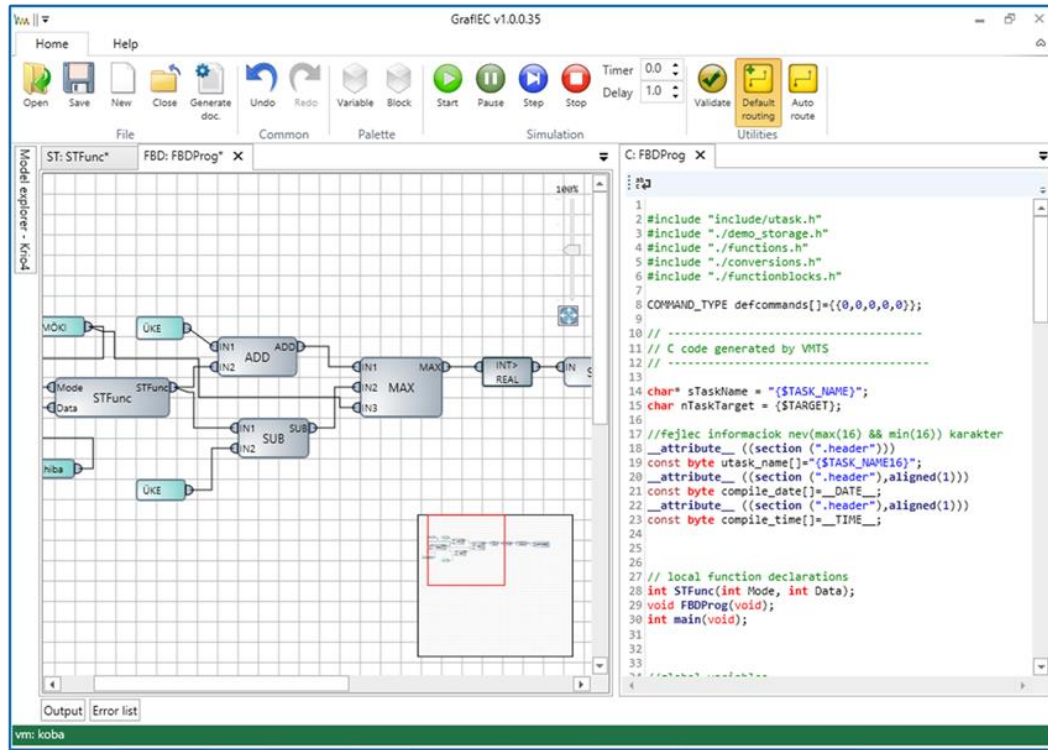 GrafIEC v1.0.0.35
Home Help
Open Save New Close Generate doc. Undo Redo Variable Block Start Pause Step Stop Timer 0.0 Delay 1.0 Validate Default routing Auto route
File Common Palette Simulation Utilities
Model explorer - Krio4
ST: STFunc* FBD: FBDProg*
100%
MÖKI ÜKE
IN1 ADD ADD
IN2
IN1 MAX
IN2 MAX
IN3
INT> REAL
IN S
Mode STFunc
STFunc
Data
IN1 SUB
SUB
IN2
hiba
ÜKE
C: FBDProg
1
2 #include "include/utask.h"
3 #include "./demo_storage.h"
4 #include "./functions.h"
5 #include "./conversions.h"
6 #include "./functionblocks.h"
7
8 COMMAND_TYPE defcommands[]={{0,0,0,0,0}};
9
10 // --------------------------------------
11 // C code generated by VMTS
12 // --------------------------------------
13
14 char* sTaskName = "{$TASK_NAME}";
15 char nTaskTarget = {$TARGET};
16
17 //fejlec informaciok nev(max(16) && min(16)) karakter
18 __attribute__ ((section (".header")))
19 const byte utask_name[]="{$TASK_NAME16}";
20 __attribute__ ((section (".header"),aligned(1)))
21 const byte compile_date[]=__DATE__;
22 __attribute__ ((section (".header"),aligned(1)))
23 const byte compile_time[]=__TIME__;
24
25
26
27 // local function declarations
28 int STFunc(int Mode, int Data);
29 void FBDProg(void);
30 int main(void);
31
32
33
34 //global variables
Output Error list
vm: koba